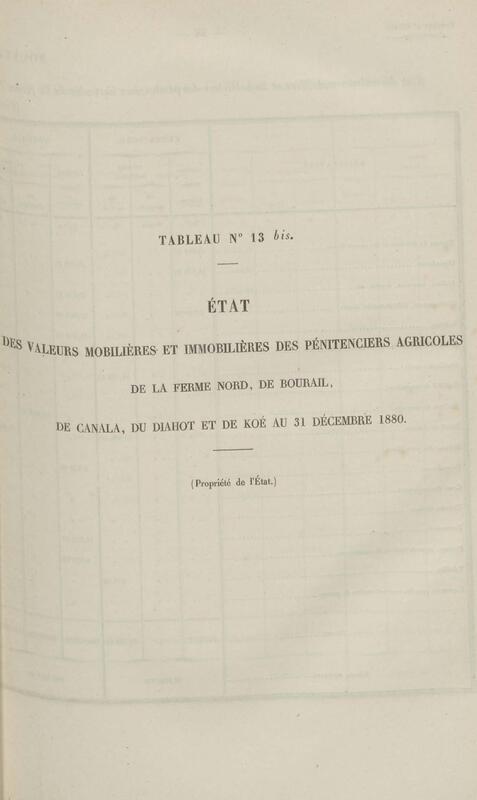 TABLEAU N° 13 bis.
ÉTAT
DES VALEURS MOBILIÈRES ET IMMOBILIÈRES DES PÉNITENCIERS AGRICOLES
DE LA FERME NORD, DE BOURAIL,
DE CANALA, DU DIAHOT ET DE KOÉ AU 31 DÉCEMBRE 1880.
(Propriété de l'État.)